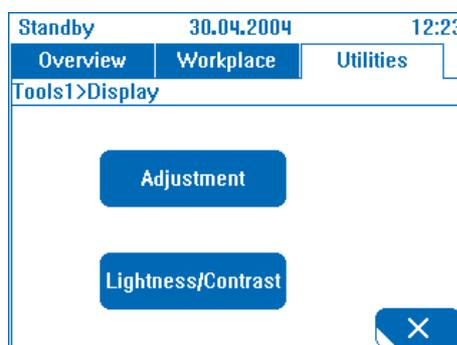 Standby 30.04.2004 12:23
Overview Workplace Utilities
Tools1>Display
Adjustment
Lightness/Contrast